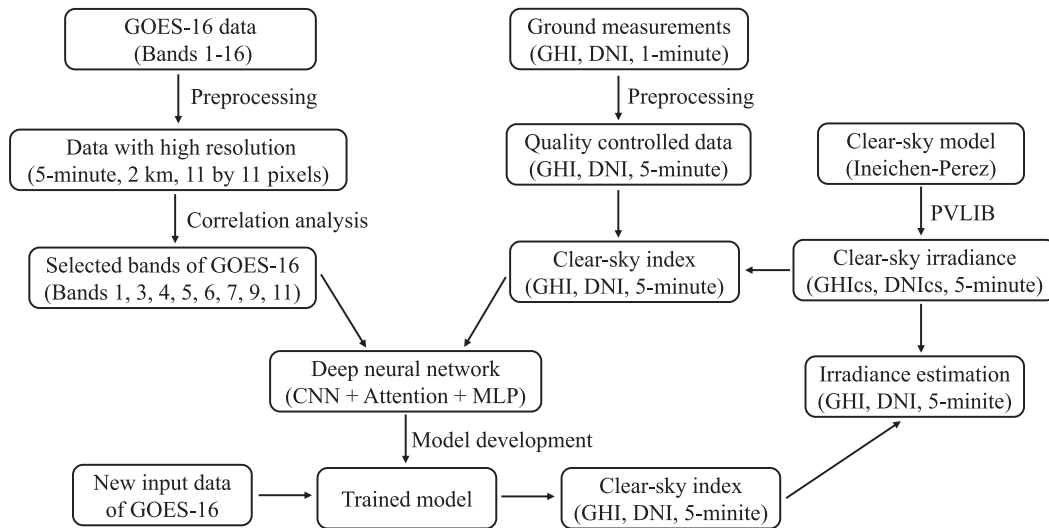 GOES-16 data
(Bands 1-16)
Ground measurements
(GHI, DNI, 1-minute)
Preprocessing
Preprocessing
Data with high resolution
(5-minute, 2 km, 11 by 11 pixels)
Quality controlled data
(GHI, DNI, 5-minute)
Clear-sky model
(Ineichen-Perez)
Correlation analysis
PVLIB
Selected bands of GOES-16
(Bands 1, 3, 4, 5, 6, 7, 9, 11)
Clear-sky index
(GHI, DNI, 5-minute)
Clear-sky irradiance
(GHIcs, DNIcs, 5-minute)
Deep neural network
(CNN + Attention + MLP)
Irradiance estimation
(GHI, DNI, 5-minite)
Model development
New input data
of GOES-16
Trained model
Clear-sky index
(GHI, DNI, 5-minite)